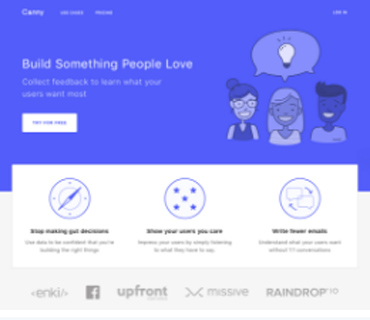 Canny USE CASES PRICING LOG IN
Build Something People Love
Collect feedback to learn what your
users want most
TRY FOR FREE
Stop making gut decisions
Use data to be confident that you're
building the right things
Show your users you care
Impress your users by simply listening
to what they have to say.
Write fewer emails
Understand what your users want
without 1:1 conversations
<enki/> upfront missive RAINDROP.IO